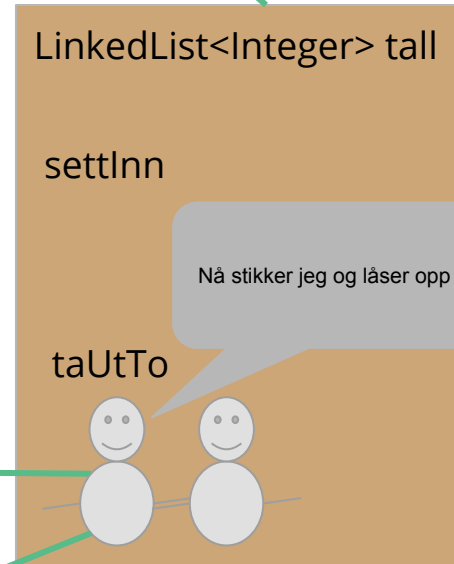 LinkedList<Integer> tall
settInn
Nå stikker jeg og låser opp
taUtTo